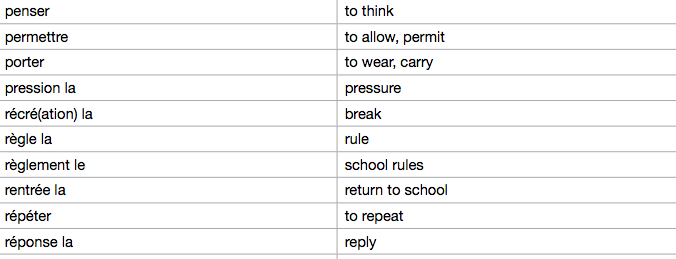 penser to think
permettre to allow, permit
porter to wear, carry
pression la pressure
récré(ation) la break
règle la rule
règlement le school rules
rentrée la return to school
répéter to repeat
réponse la reply